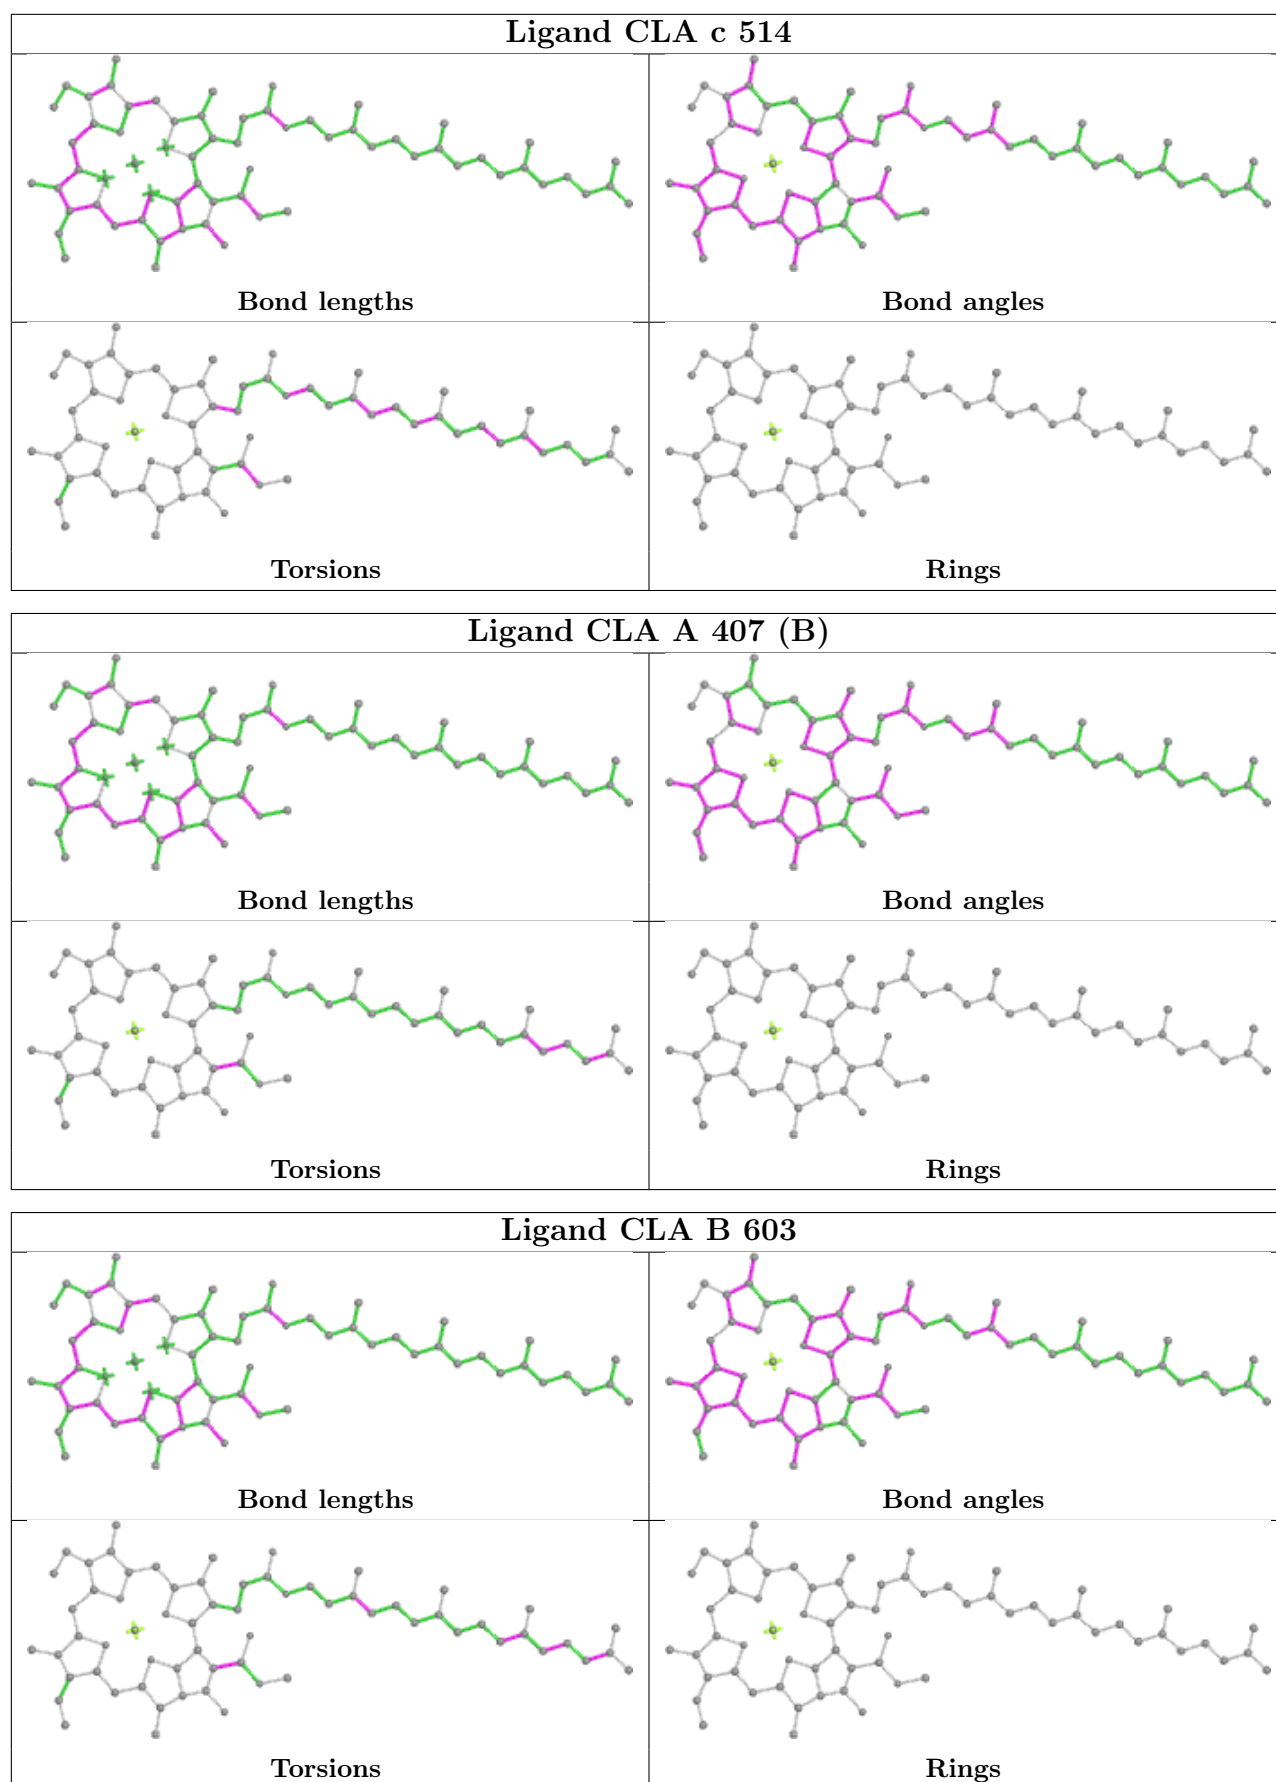 Ligand CLA c 514
Bond lengths
Bond angles
Torsions
Rings
Ligand CLA A 407 (B)
Bond lengths
Bond angles
Torsions
Rings
Ligand CLA B 603
Bond lengths
Bond angles
Torsions
Rings